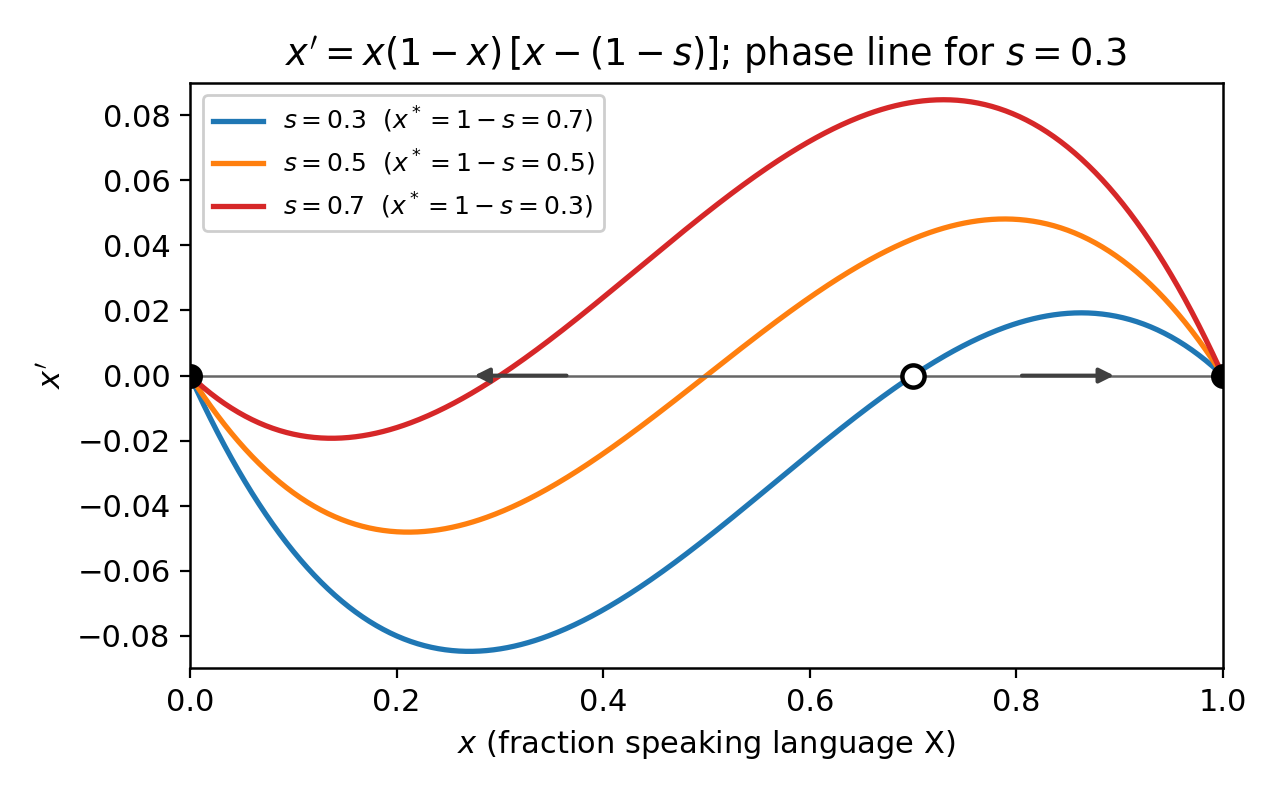 x′ = x(1 − x) [x − (1 − s)]; phase line for s = 0.3
s = 0.3 (x* = 1 − s = 0.7)
s = 0.5 (x* = 1 − s = 0.5)
s = 0.7 (x* = 1 − s = 0.3)
0.08
0.06
0.04
0.02
0.00
−0.02
−0.04
−0.06
−0.08
x′
0.0 0.2 0.4 0.6 0.8 1.0
x (fraction speaking language X)